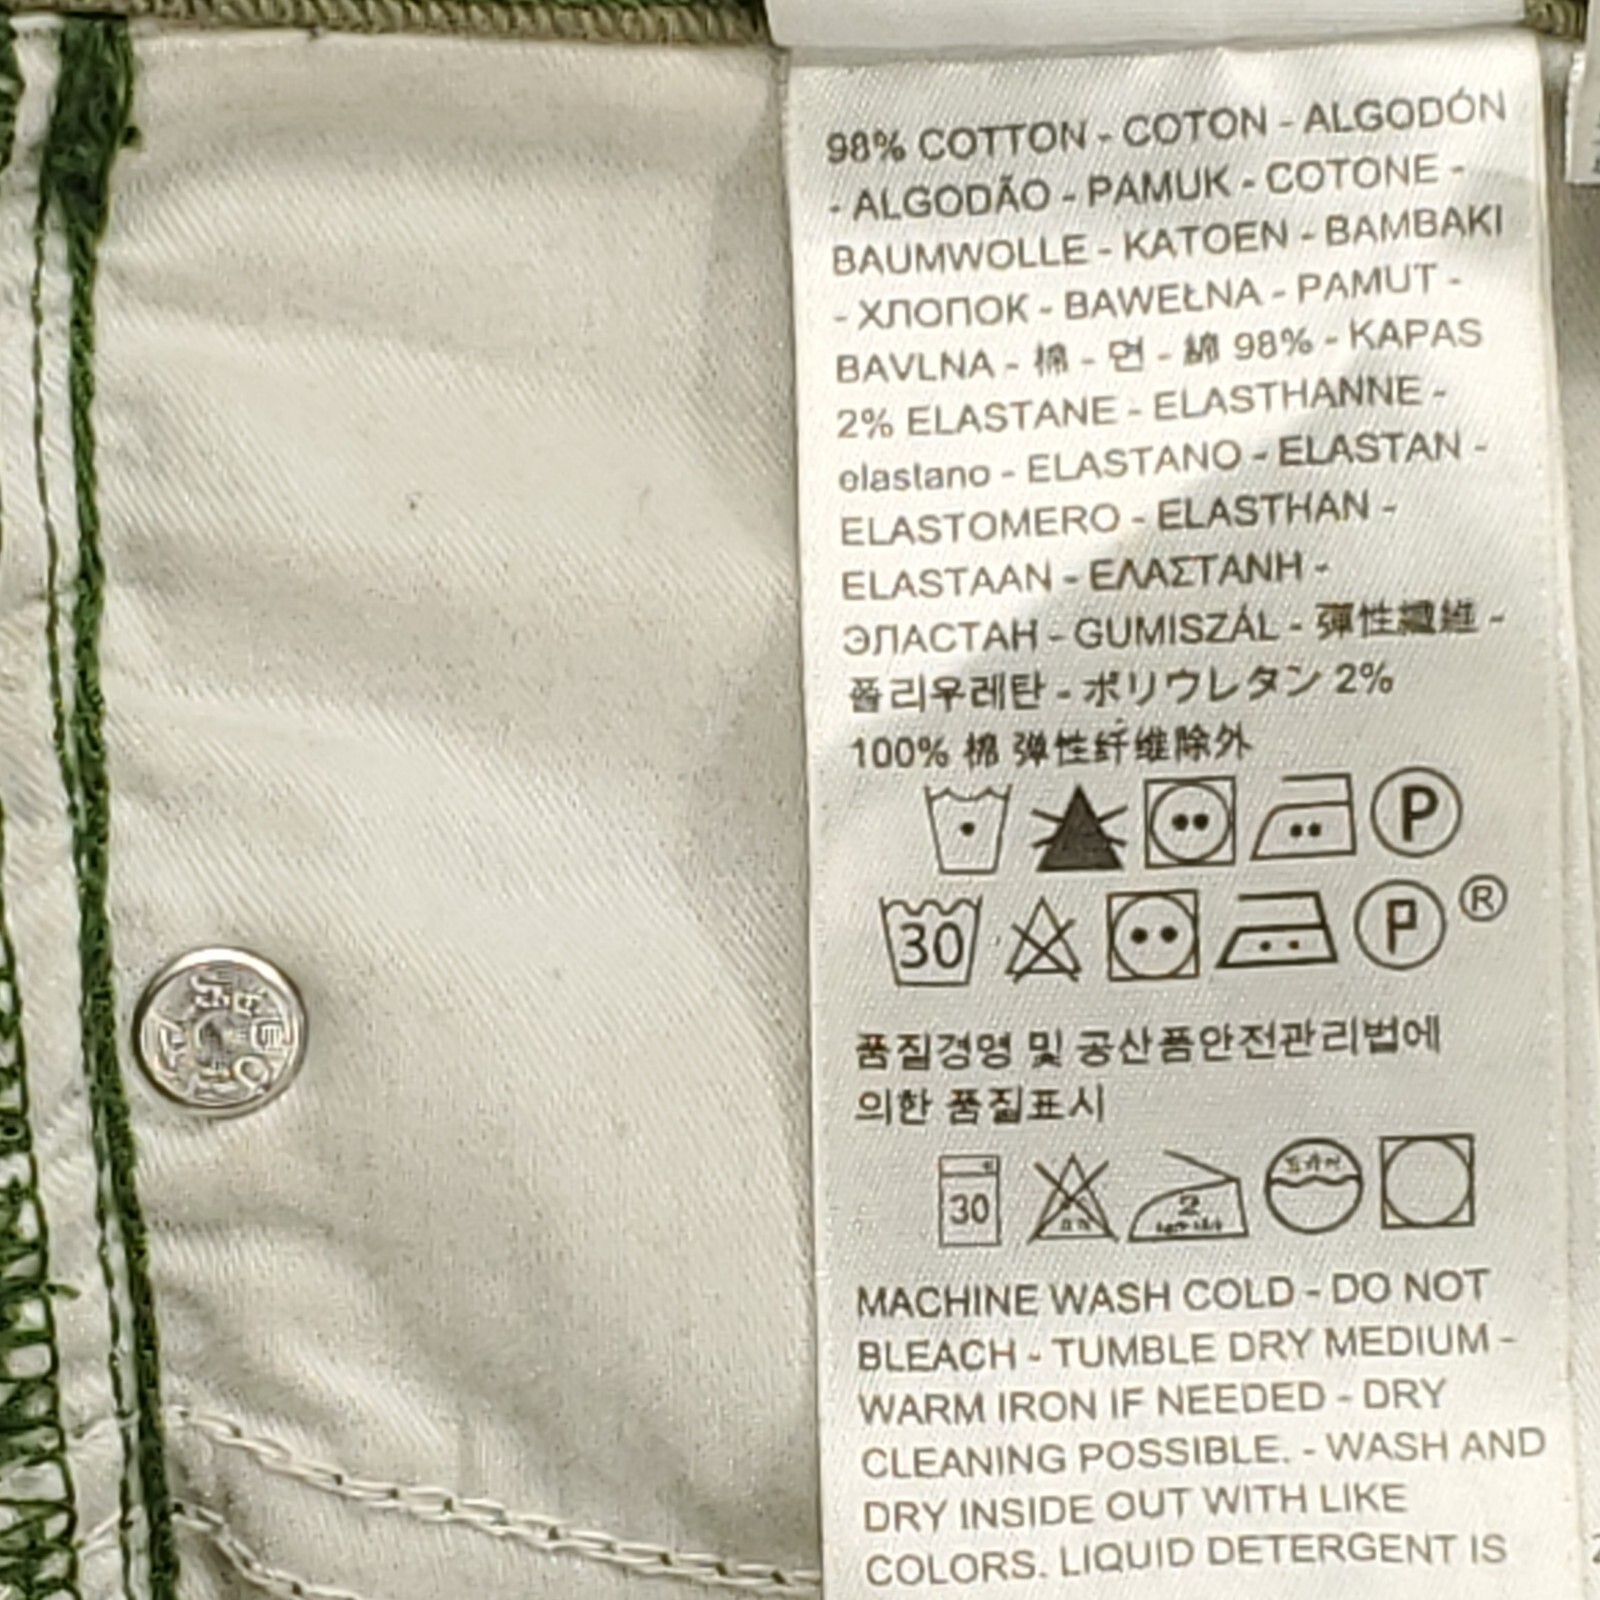 98% COTTON - COTON - ALGODÓN
- ALGODÃO - PAMUK - COTONE -
BAUMWOLLE - KATOEN - BAMBAKI
- ХЛОПОК - BAWEŁNA - PAMUT -
BAVLNA - 棉 - 면 - 綿 98% - KAPAS
2% ELASTANE - ELASTHANNE -
elastano - ELASTANO - ELASTAN -
ELASTOMERO - ELASTHAN -
ELASTAAN - ΕΛΑΣΤΑΝΗ -
ЭЛАСТАН - GUMISZÁL - 彈性纖維 -
폴리우레탄 - ポリウレタン 2%
100% 棉 弹性纤维除外
P
30 P ®
품질경영 및 공산품안전관리법에
의한 품질표시
30 2
MACHINE WASH COLD - DO NOT
BLEACH - TUMBLE DRY MEDIUM -
WARM IRON IF NEEDED - DRY
CLEANING POSSIBLE. - WASH AND
DRY INSIDE OUT WITH LIKE
COLORS. LIQUID DETERGENT IS